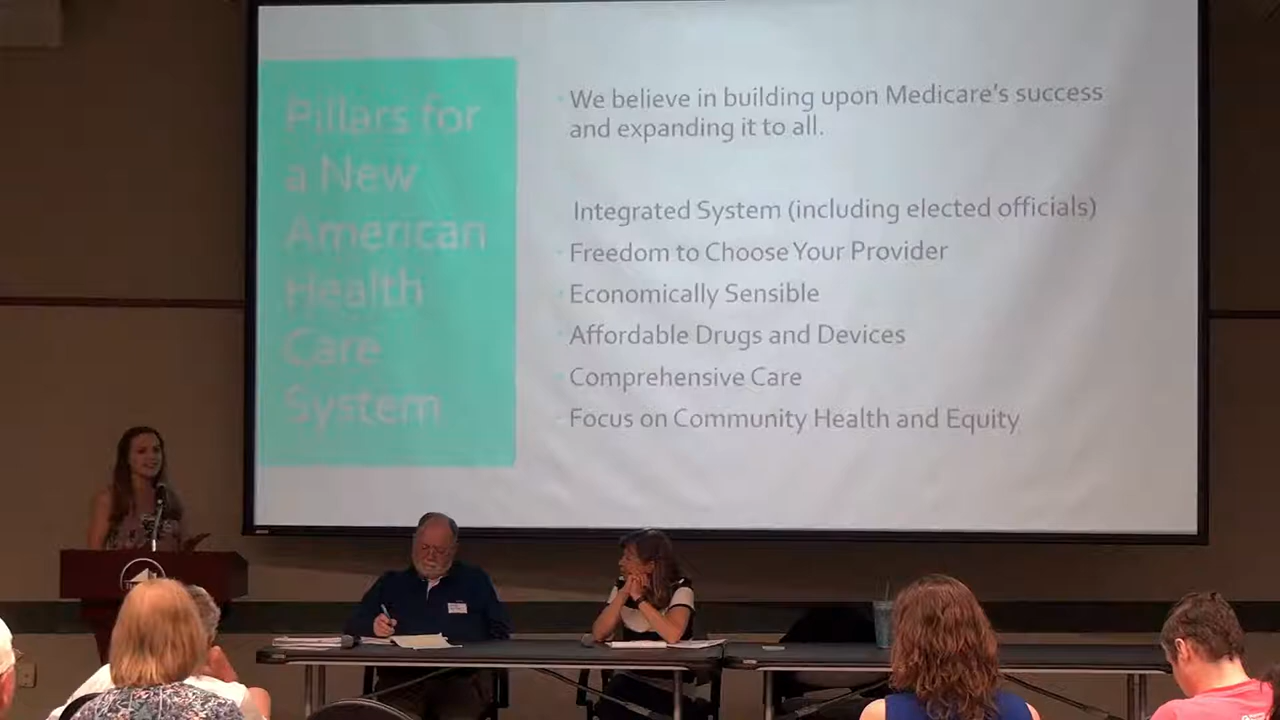 Pillars for
a New
American
Health
Care
System
We believe in building upon Medicare's success
and expanding it to all.
Integrated System (including elected officials)
Freedom to Choose Your Provider
Economically Sensible
Affordable Drugs and Devices
Comprehensive Care
Focus on Community Health and Equity